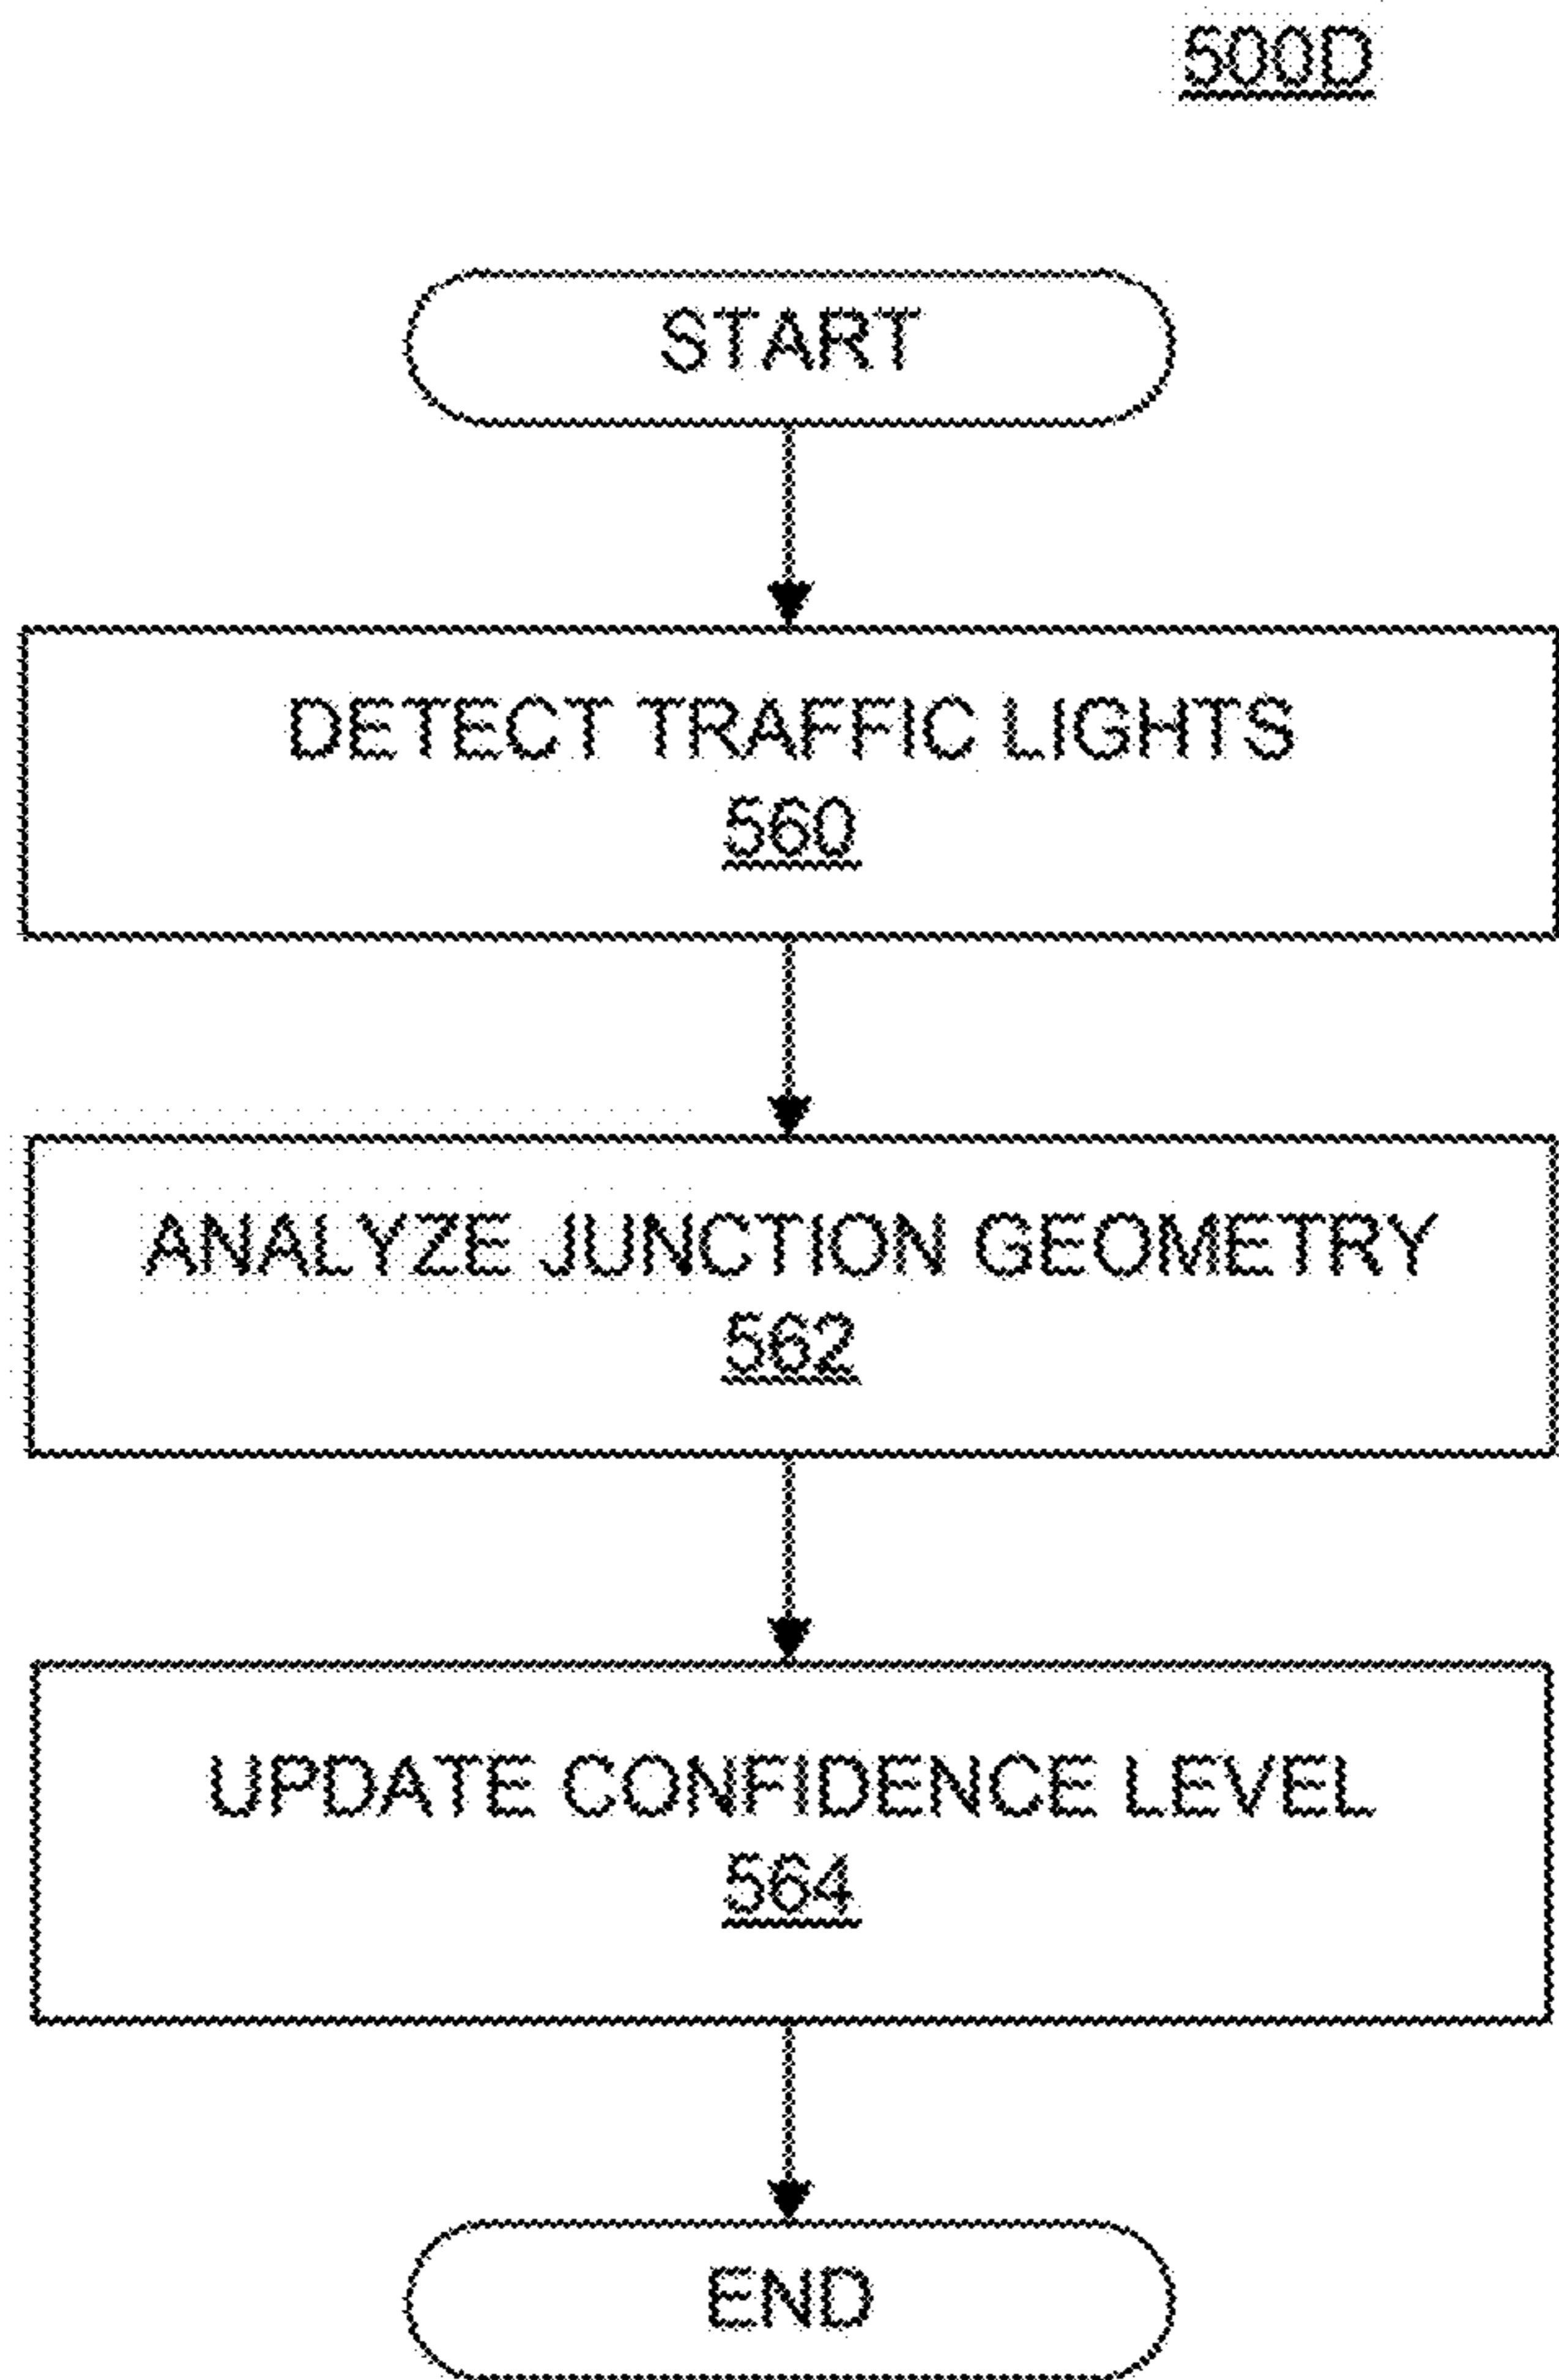 500D
START
DETECT TRAFFIC LIGHTS
560
ANALYZE JUNCTION GEOMETRY
562
UPDATE CONFIDENCE LEVEL
564
END